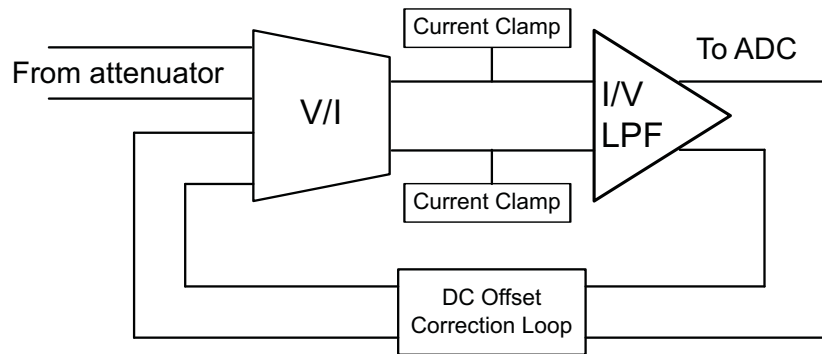 Current Clamp
From attenuator
V/I
I/V
LPF
To ADC
Current Clamp
DC Offset
Correction Loop